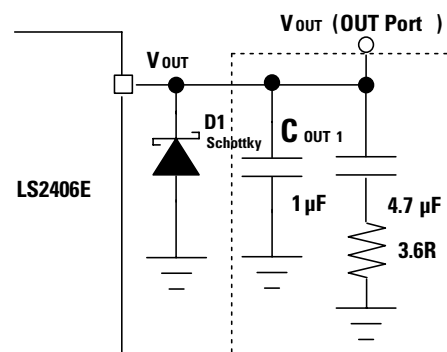 VOUT (OUT Port )
VOUT
D1
Schottky
COUT 1
LS2406E
1 µF
4.7 µF
3.6R